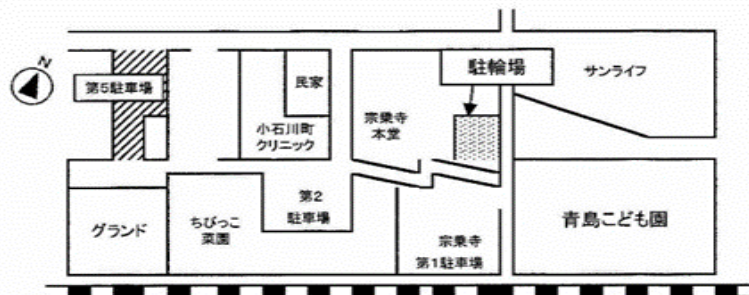 N
第5駐車場
民家
小石川町
クリニック
宗乗寺
本堂
駐輪場
サンライフ
グランド
ちびっこ
菜園
第2
駐車場
宗乗寺
第1駐車場
青島こども園